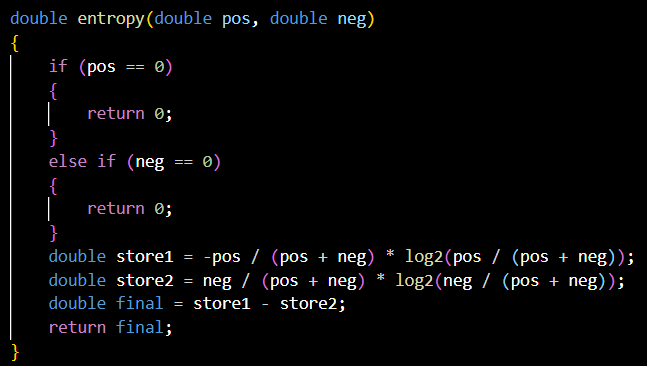 double entropy(double pos, double neg)
{
    if (pos == 0)
    {
        return 0;
    }
    else if (neg == 0)
    {
        return 0;
    }
    double store1 = -pos / (pos + neg) * log2(pos / (pos + neg));
    double store2 = neg / (pos + neg) * log2(neg / (pos + neg));
    double final = store1 - store2;
    return final;
}